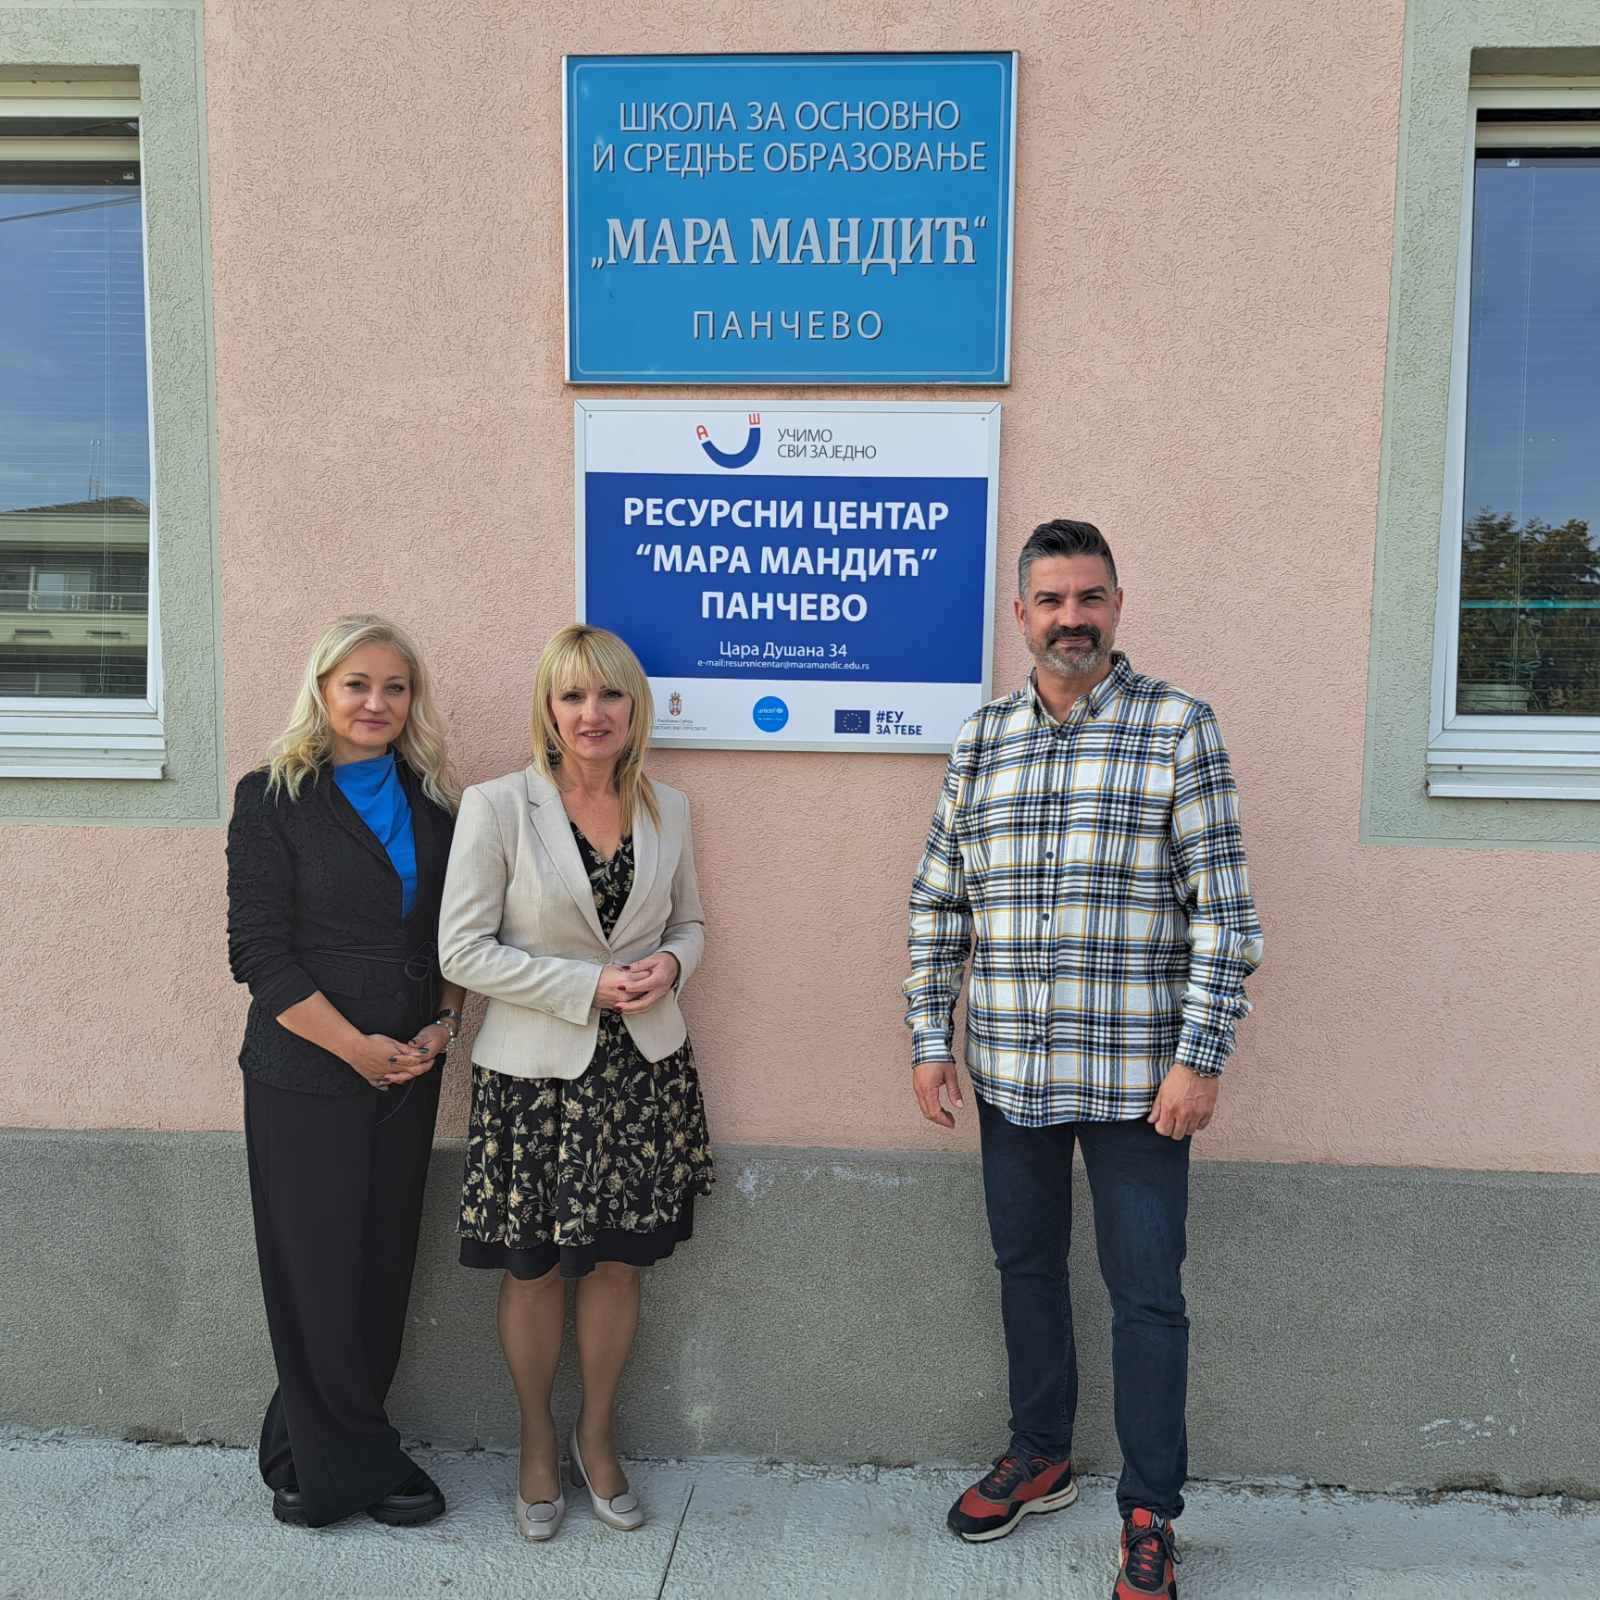 ШКОЛА ЗА ОСНОВНО
И СРЕДЊЕ ОБРАЗОВАЊЕ
„МАРА МАНДИЋ“
ПАНЧЕВО
А Ш
УЧИМО
СВИ ЗАЈЕДНО
РЕСУРСНИ ЦЕНТАР
“МАРА МАНДИЋ”
ПАНЧЕВО
Цара Душана 34
e-mail:resursnicentar@maramandic.edu.rs
unicef
#ЕУ
ЗА ТЕБЕ